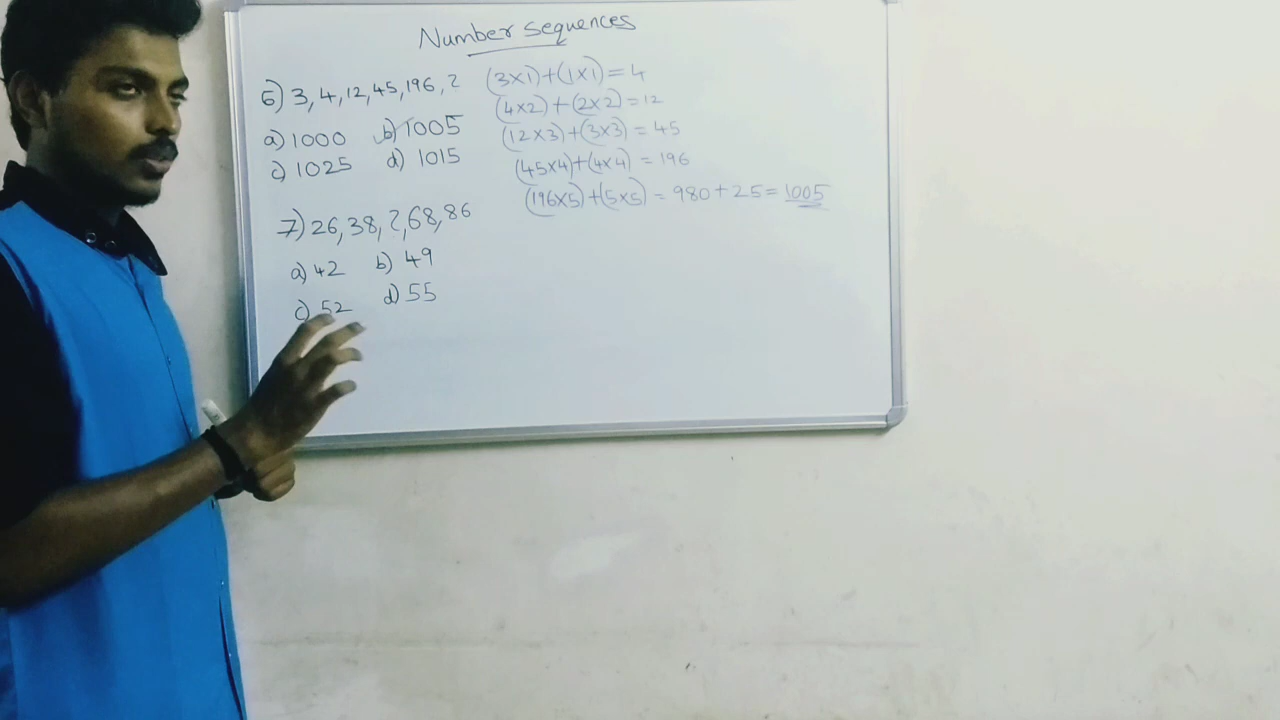 Number Sequences
6) 3, 4, 12, 45, 196, ?
a) 1000 b) 1005
c) 1025 d) 1015
(3×1)+(1×1)=4
(4×2)+(2×2)=12
(12×3)+(3×3)=45
(45×4)+(4×4)=196
(196×5)+(5×5)=980+25=1005
7) 26, 38, ?, 68, 86
a) 42 b) 49
c) 52 d) 55